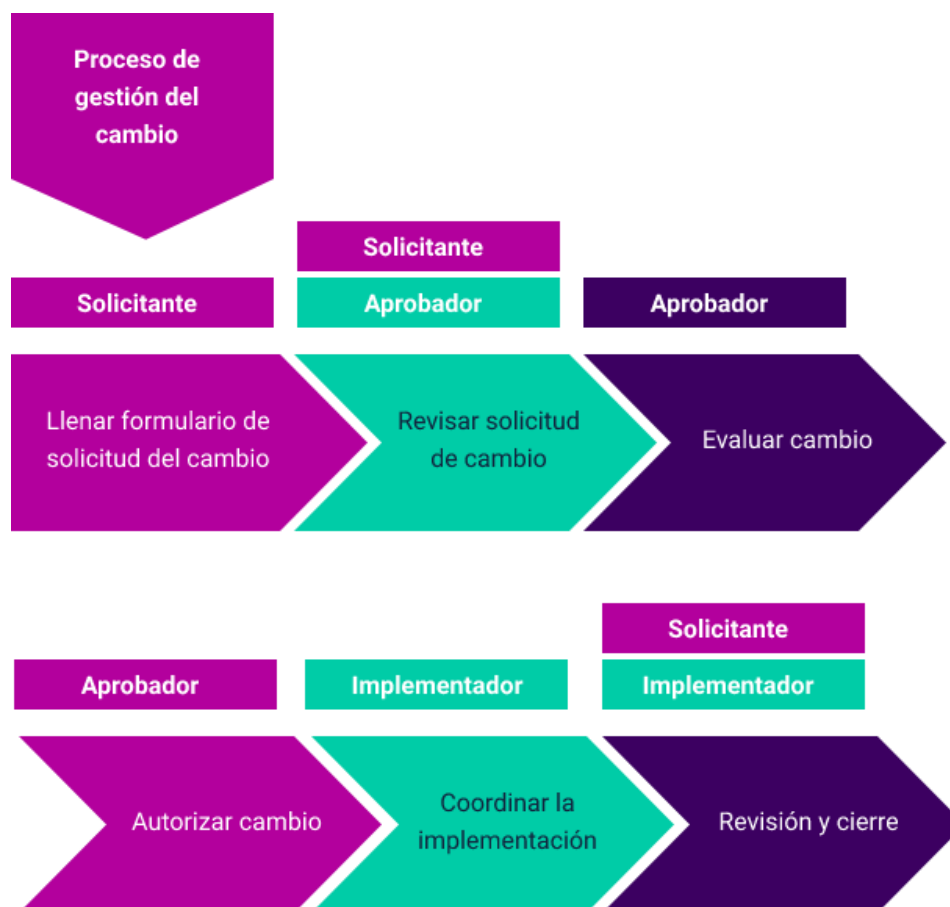 Proceso de
gestión del
cambio
Solicitante
Solicitante
Aprobador
Aprobador
Llenar formulario de
solicitud del cambio
Revisar solicitud
de cambio
Evaluar cambio
Aprobador
Implementador
Solicitante
Implementador
Autorizar cambio
Coordinar la
implementación
Revisión y cierre